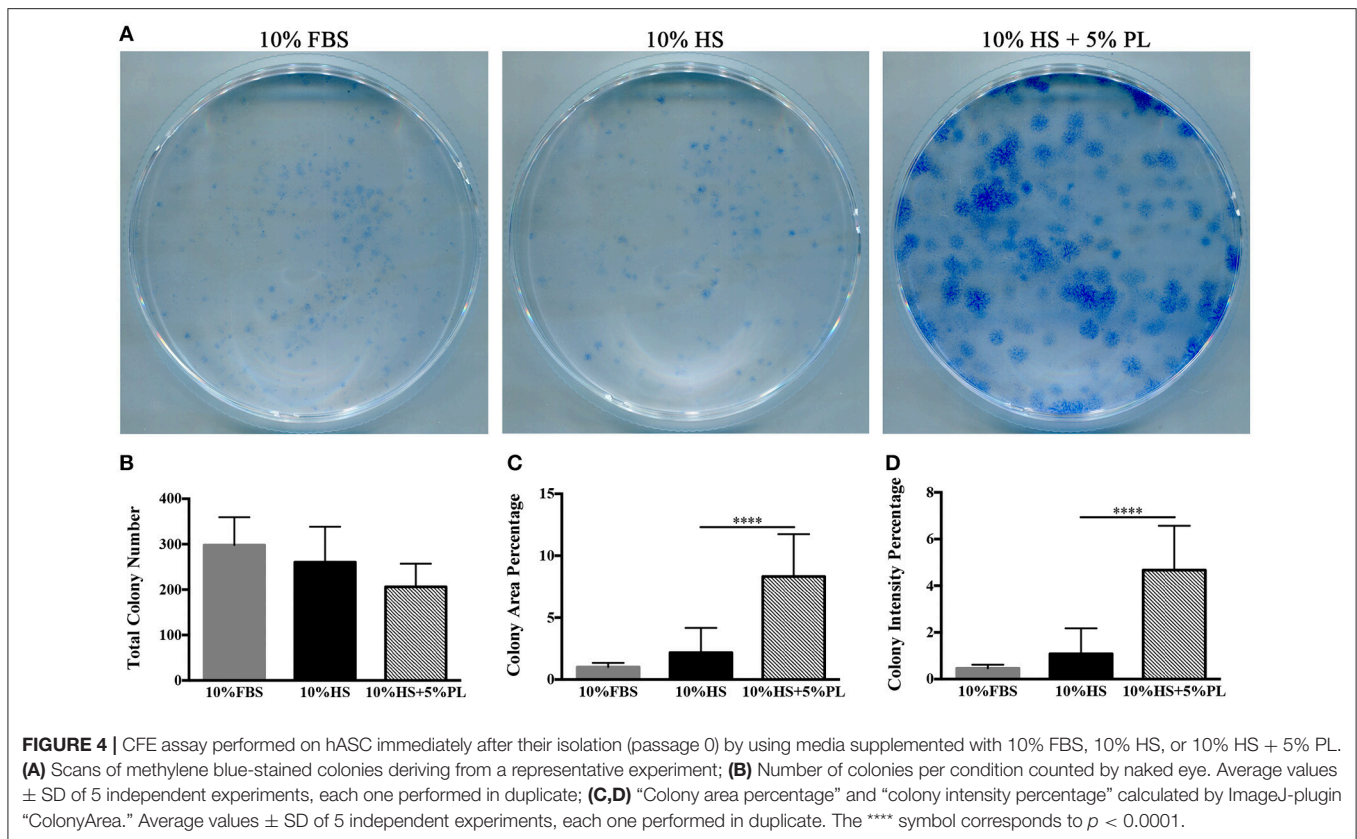 A
10% FBS 10% HS 10% HS + 5% PL
B
Total Colony Number
400
300
200
100
0
10%FBS 10%HS 10%HS+5%PL
C
Colony Area Percentage
15
10
5
0
****
10%FBS 10%HS 10%HS+5%PL
D
Colony Intensity Percentage
8
6
4
2
0
****
10%FBS 10%HS 10%HS+5%PL
FIGURE 4 | CFE assay performed on hASC immediately after their isolation (passage 0) by using media supplemented with 10% FBS, 10% HS, or 10% HS + 5% PL.
(A) Scans of methylene blue-stained colonies deriving from a representative experiment; (B) Number of colonies per condition counted by naked eye. Average values
± SD of 5 independent experiments, each one performed in duplicate; (C,D) “Colony area percentage” and “colony intensity percentage” calculated by ImageJ-plugin
“ColonyArea.” Average values ± SD of 5 independent experiments, each one performed in duplicate. The **** symbol corresponds to p < 0.0001.